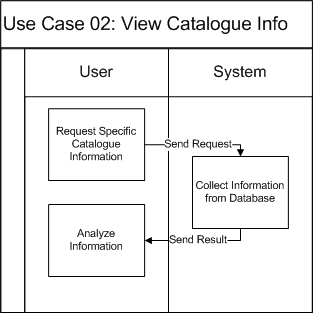 Use Case 02: View Catalogue Info
User
System
Request Specific
Catalogue
Information
Send Request
Collect Information
from Database
Analyze
Information
Send Result